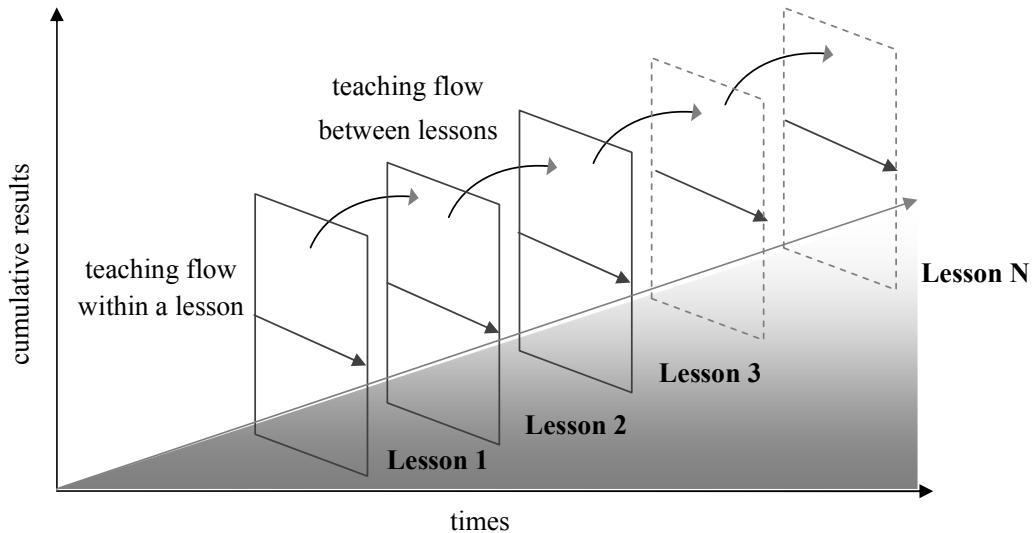 teaching flow
between lessons
cumulative results
teaching flow
within a lesson
Lesson N
Lesson 3
Lesson 2
Lesson 1
times